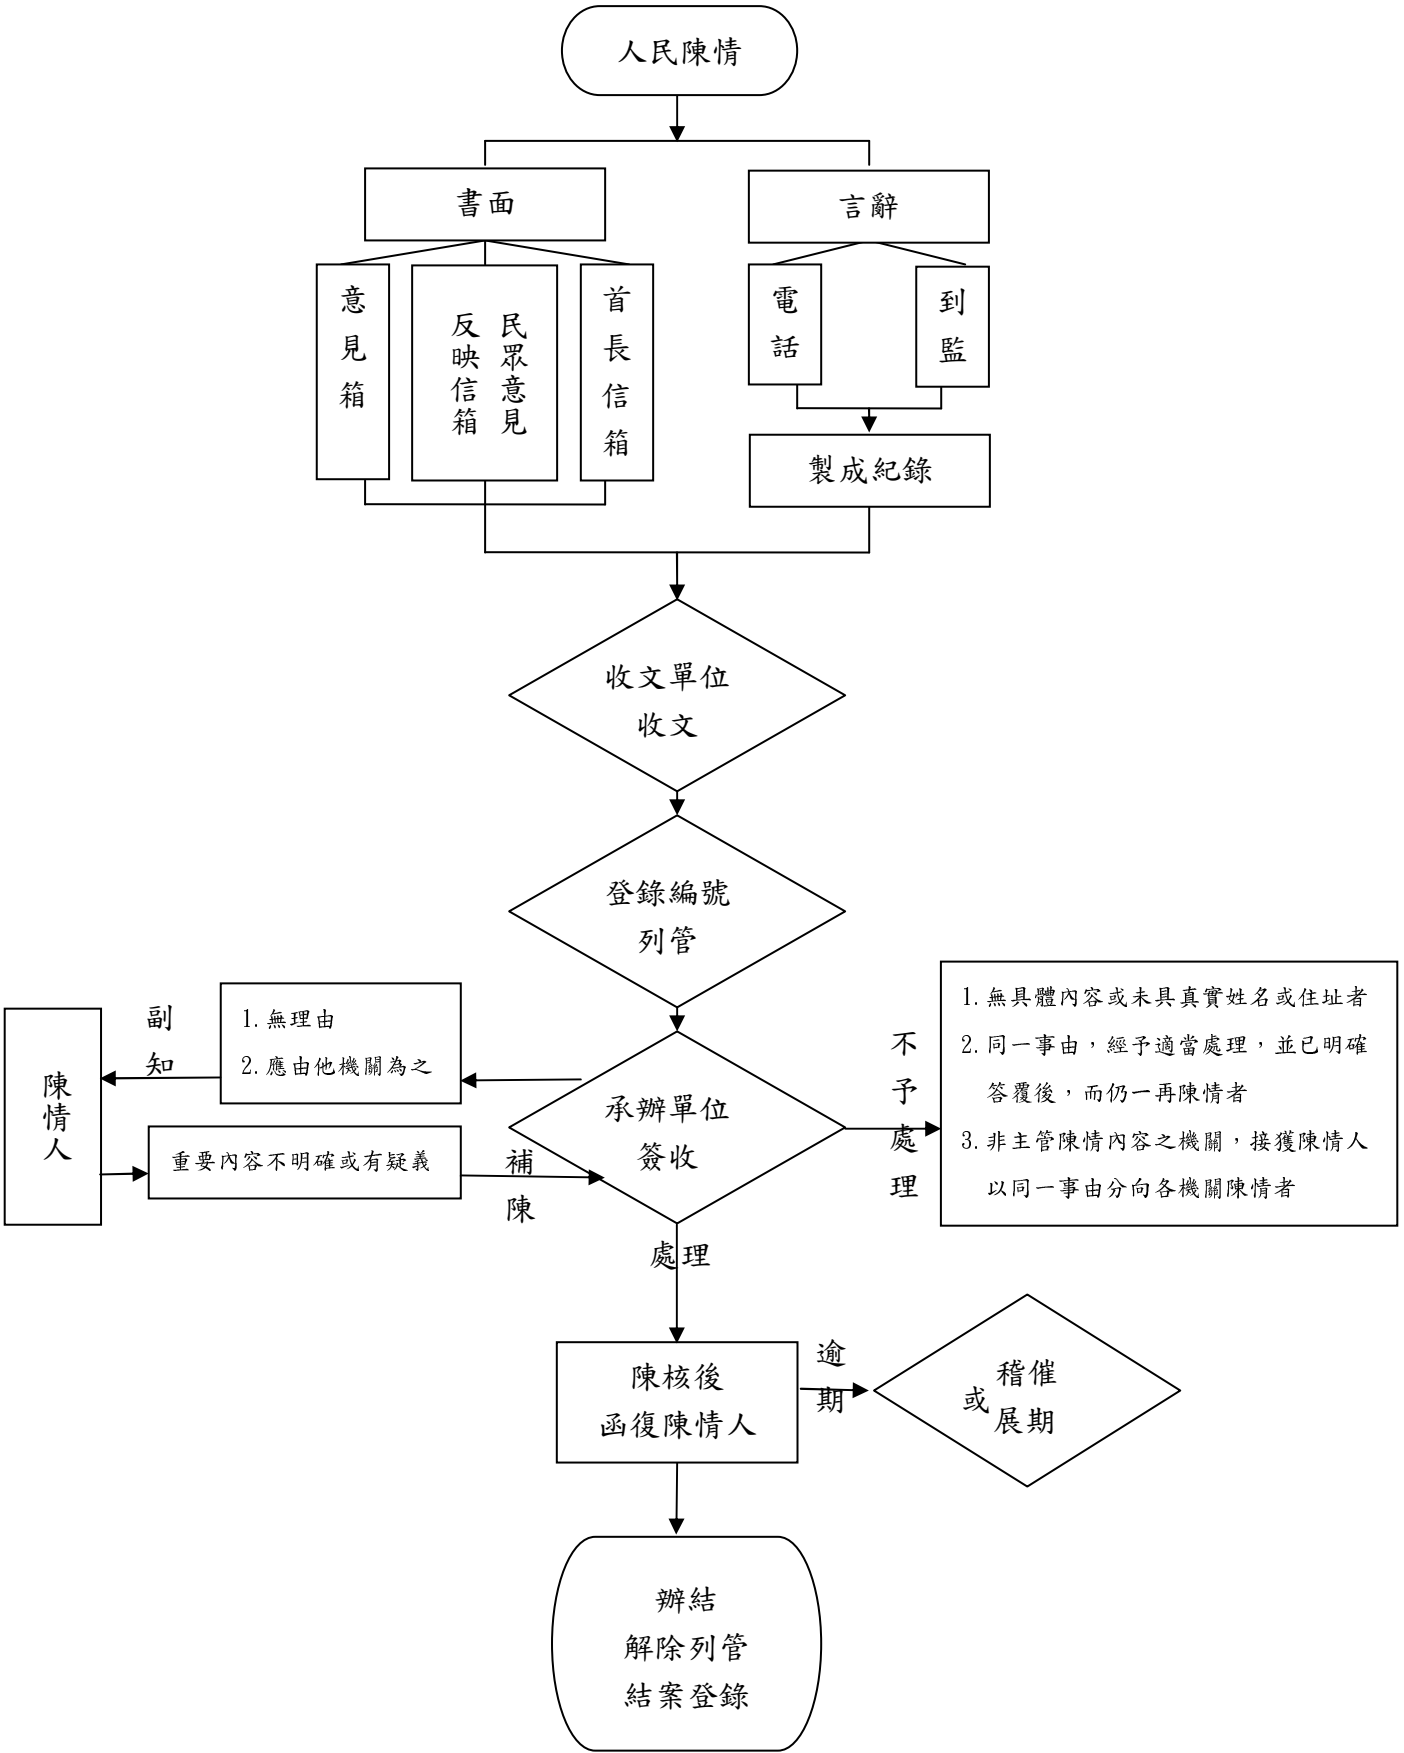 人民陳情
書面
言辭
意見箱
民眾意見
反映信箱
首長信箱
電話
到監
製成紀錄
收文單位
收文
登錄編號
列管
副知
1.無理由
2.應由他機關為之
陳情人
重要內容不明確或有疑義
補陳
承辦單位
簽收
不予處理
1.無具體內容或未具真實姓名或住址者
2.同一事由，經予適當處理，並已明確
答覆後，而仍一再陳情者
3.非主管陳情內容之機關，接獲陳情人
以同一事由分向各機關陳情者
處理
陳核後
函復陳情人
逾期
稽催
或
展期
辦結
解除列管
結案登錄